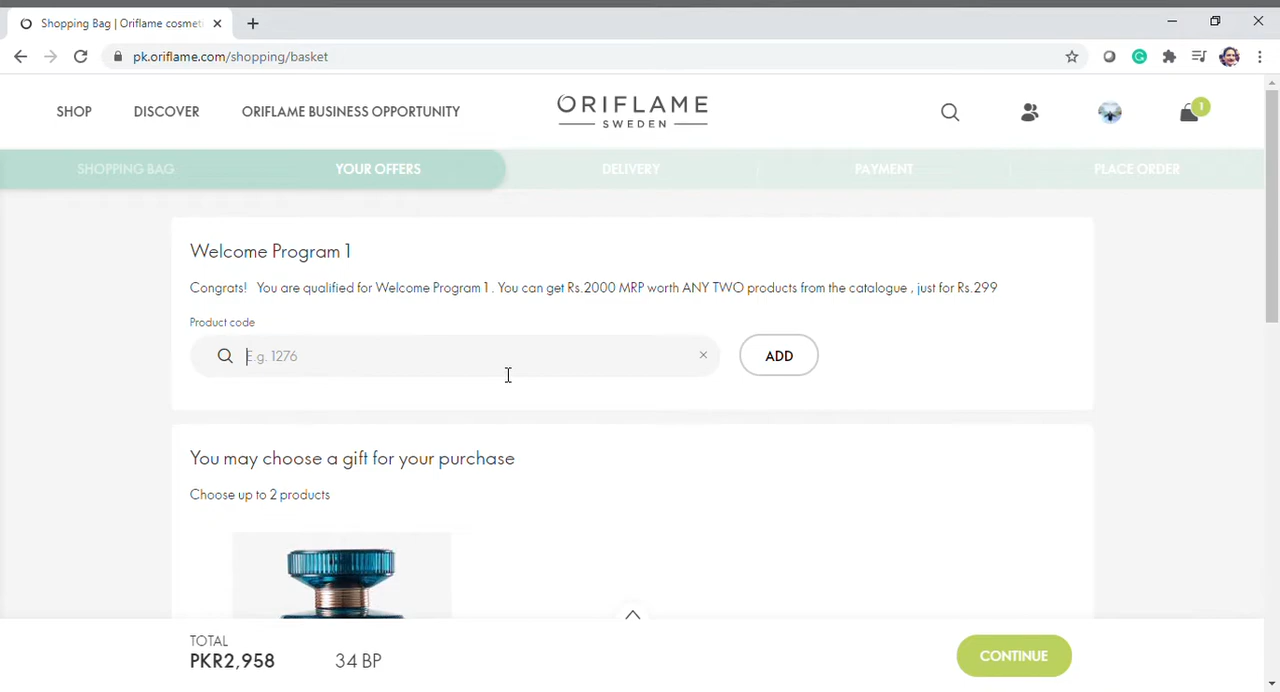 Shopping Bag | Oriflame cosmeti
pk.oriflame.com/shopping/basket
SHOP DISCOVER ORIFLAME BUSINESS OPPORTUNITY
ORIFLAME
SWEDEN
1
SHOPPING BAG YOUR OFFERS DELIVERY PAYMENT PLACE ORDER
Welcome Program 1
Congrats! You are qualified for Welcome Program 1. You can get Rs.2000 MRP worth ANY TWO products from the catalogue , just for Rs.299
Product code
E.g. 1276
ADD
You may choose a gift for your purchase
Choose up to 2 products
TOTAL
PKR2,958 34 BP
CONTINUE